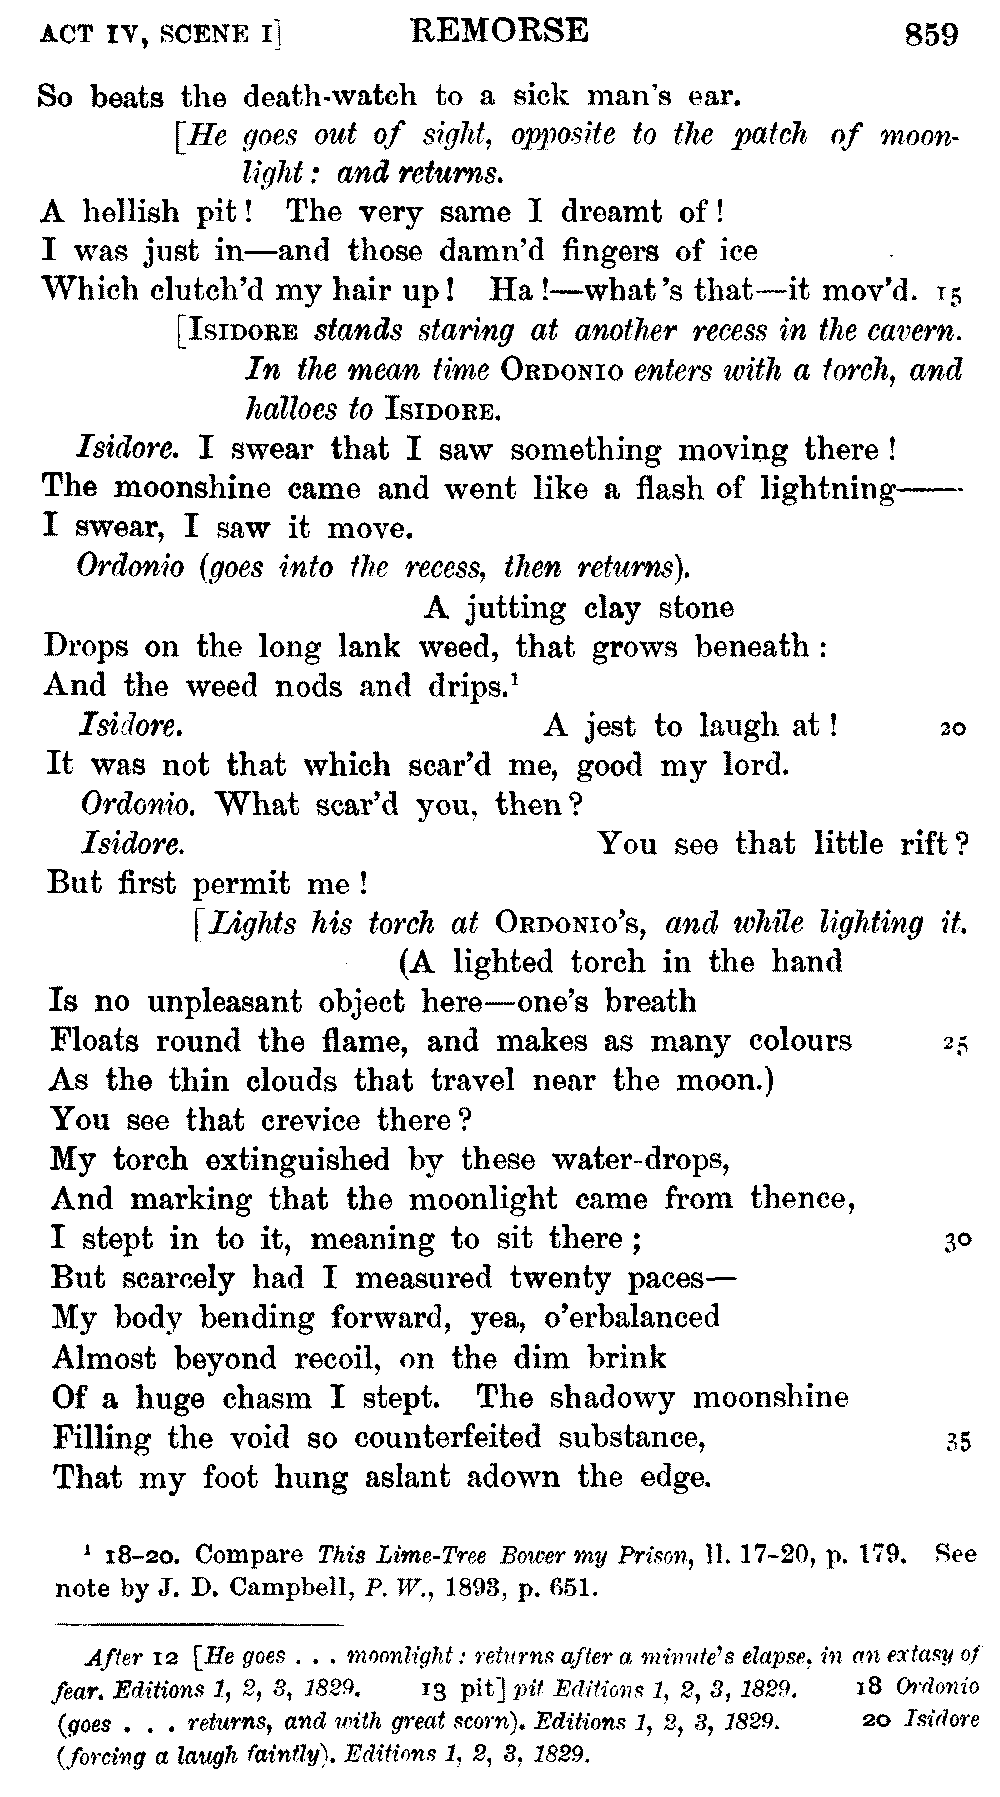 ACT IV, SCENE I] REMORSE 859
So beats the death-watch to a sick man's ear.
[He goes out of sight, opposite to the patch of moon-
light: and returns.
A hellish pit! The very same I dreamt of!
I was just in—and those damn'd fingers of ice
Which clutch'd my hair up! Ha!—what's that—it mov'd. 15
[ISIDORE stands staring at another recess in the cavern.
In the mean time ORDONIO enters with a torch, and
halloes to ISIDORE.
Isidore. I swear that I saw something moving there!
The moonshine came and went like a flash of lightning——
I swear, I saw it move.
Ordonio (goes into the recess, then returns).
A jutting clay stone
Drops on the long lank weed, that grows beneath:
And the weed nods and drips.¹
Isidore. A jest to laugh at! 20
It was not that which scar'd me, good my lord.
Ordonio. What scar'd you, then?
Isidore. You see that little rift?
But first permit me!
[Lights his torch at ORDONIO'S, and while lighting it.
(A lighted torch in the hand
Is no unpleasant object here—one's breath
Floats round the flame, and makes as many colours 25
As the thin clouds that travel near the moon.)
You see that crevice there?
My torch extinguished by these water-drops,
And marking that the moonlight came from thence,
I stept in to it, meaning to sit there; 30
But scarcely had I measured twenty paces—
My body bending forward, yea, o'erbalanced
Almost beyond recoil, on the dim brink
Of a huge chasm I stept. The shadowy moonshine
Filling the void so counterfeited substance, 35
That my foot hung aslant adown the edge.
¹ 18-20. Compare This Lime-Tree Bower my Prison, ll. 17-20, p. 179. See
note by J. D. Campbell, P. W., 1893, p. 651.
After 12 [He goes . . . moonlight: returns after a minute's elapse, in an extasy of
fear. Editions 1, 2, 3, 1829. 13 pit] pit Editions 1, 2, 3, 1829. 18 Ordonio
(goes . . . returns, and with great scorn). Editions 1, 2, 3, 1829. 20 Isidore
(forcing a laugh faintly). Editions 1, 2, 3, 1829.